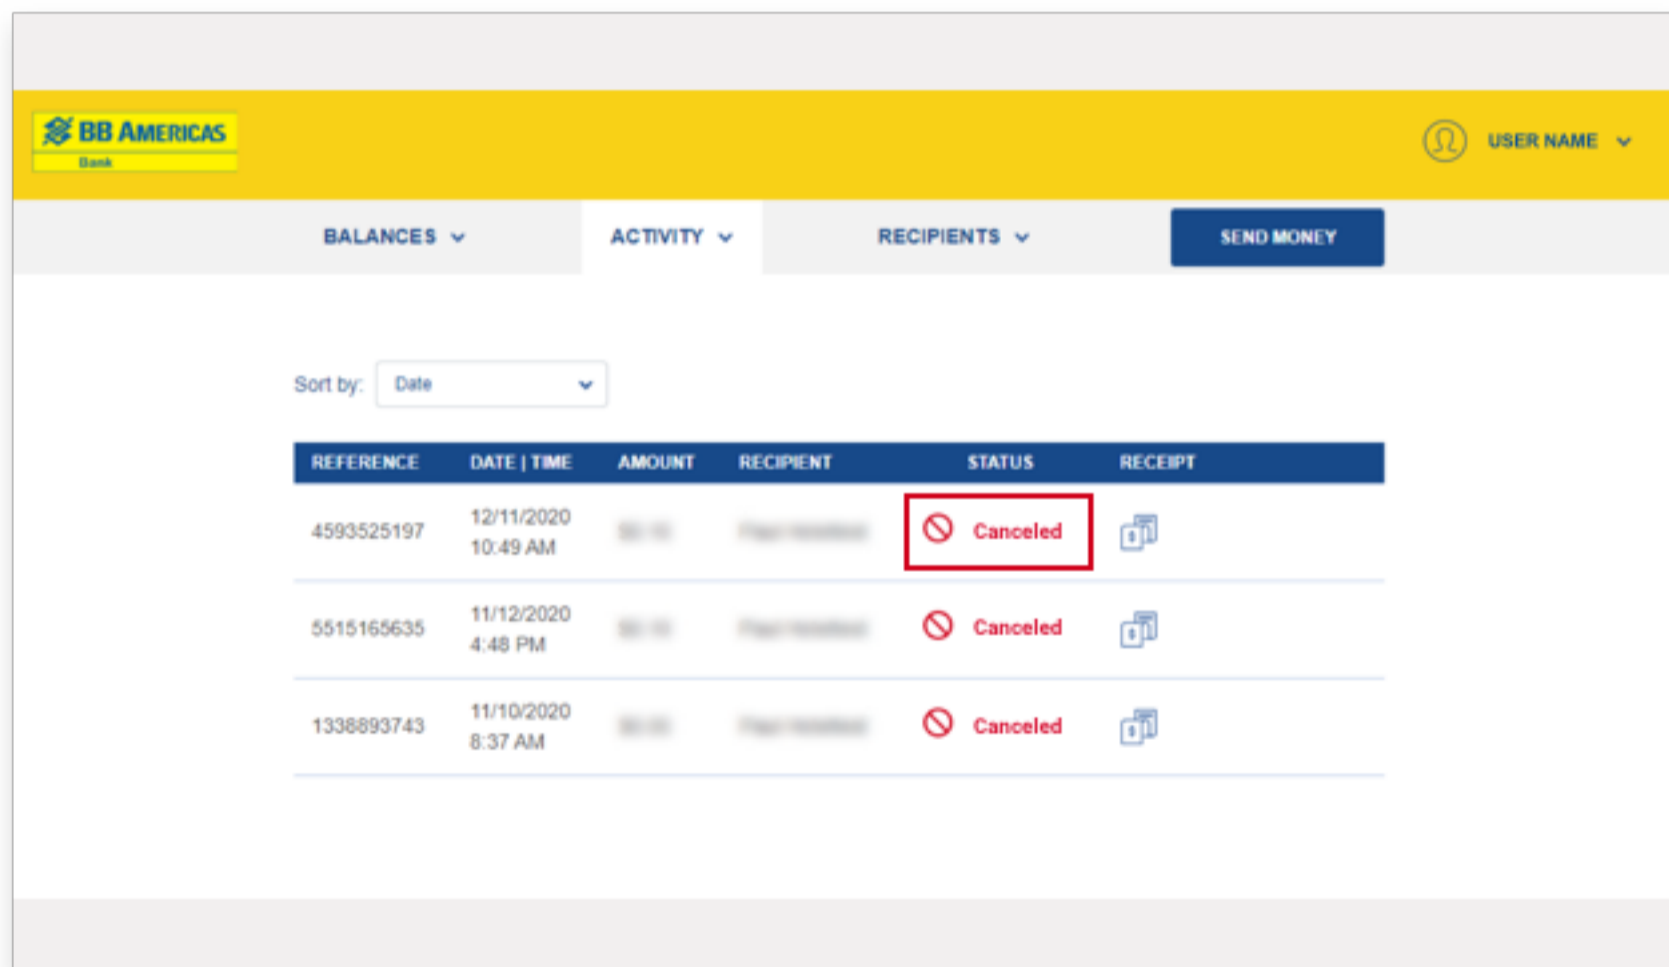 BB AMERICAS
Bank
USER NAME
BALANCES
ACTIVITY
RECIPIENTS
SEND MONEY
Sort by:
Date
REFERENCE DATE | TIME AMOUNT RECIPIENT STATUS RECEIPT
4593525197 12/11/2020 10:49 AM Canceled
5515165635 11/12/2020 4:48 PM Canceled
1338893743 11/10/2020 8:37 AM Canceled